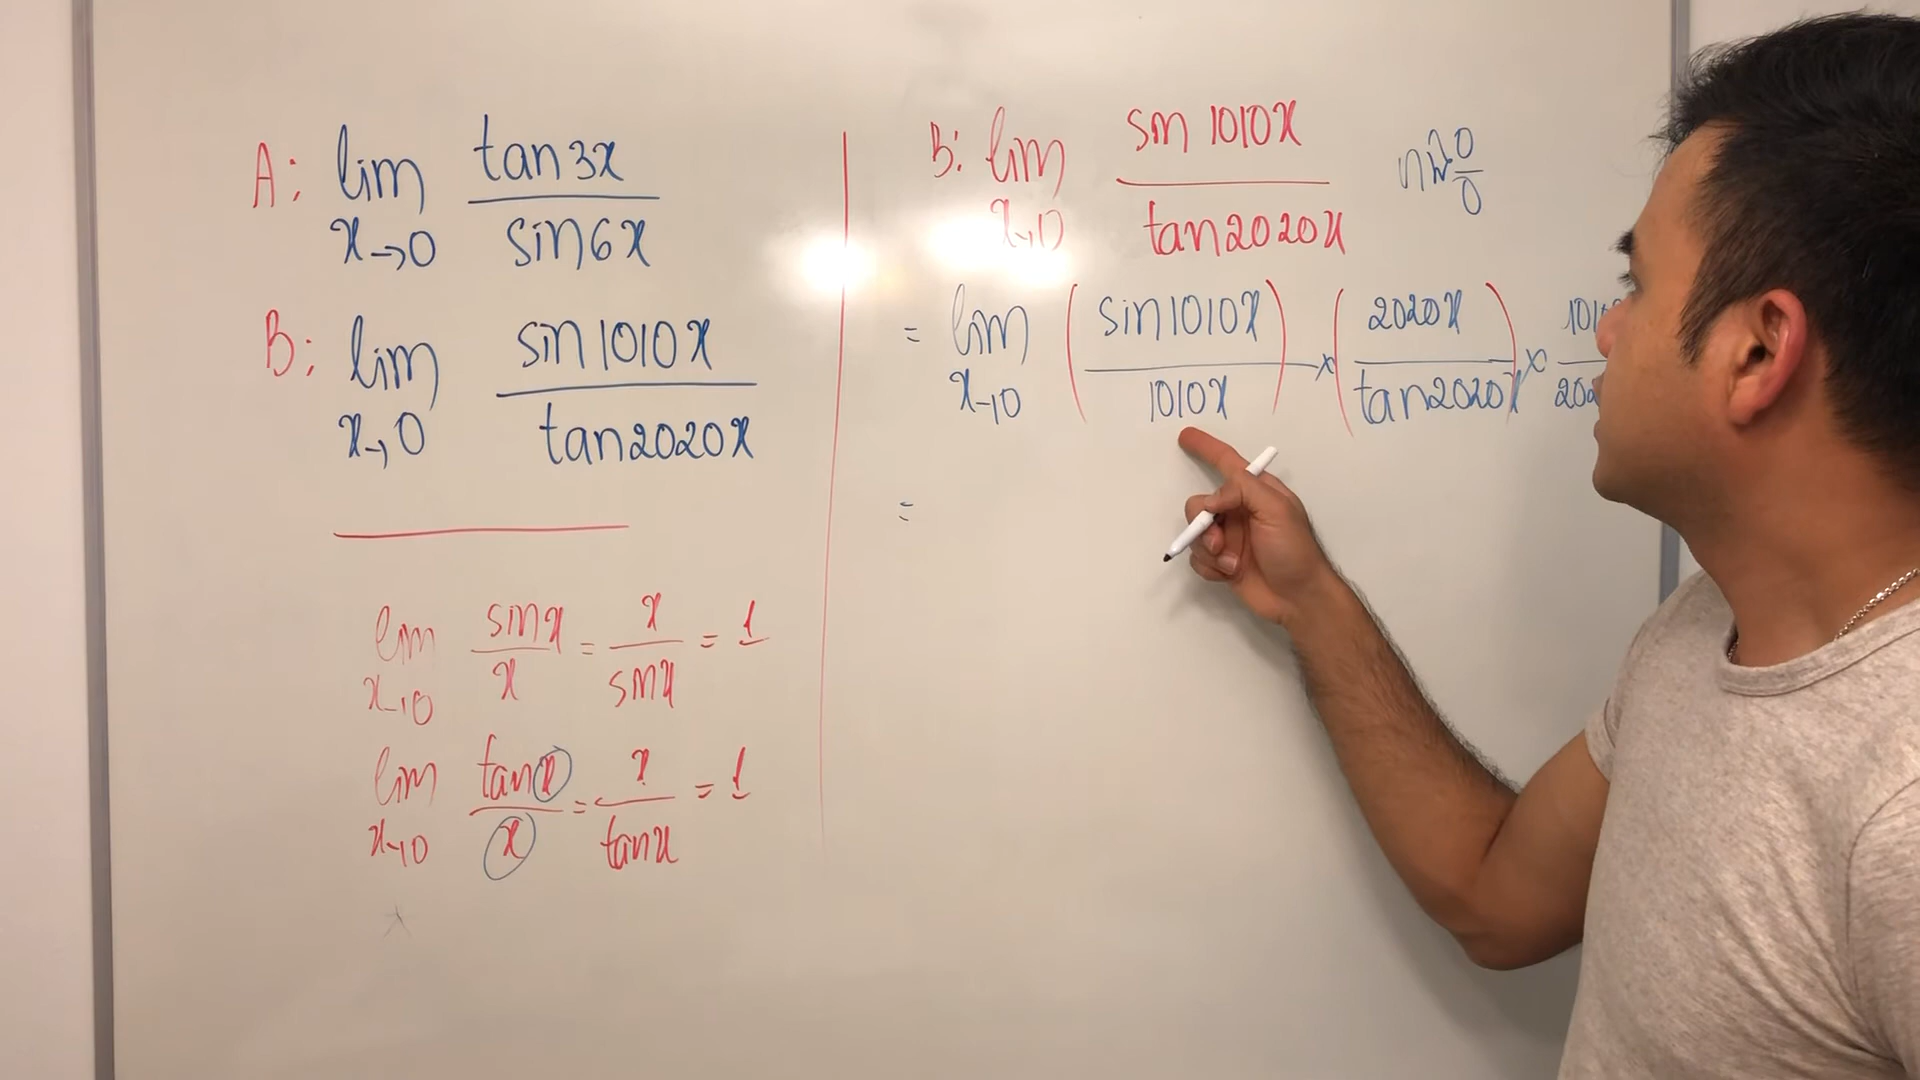 A: lim tan3x / sin6x
x→0
B: lim sin1010x / tan2020x
x→0
lim sinx / x = x / sinx = 1
x→0
lim tanx / x = x / tanx = 1
x→0
B: lim sin1010x / tan2020x 0/0
x→0
= lim (sin1010x / 1010x) × (2020x / tan2020x) ×
x→0
=